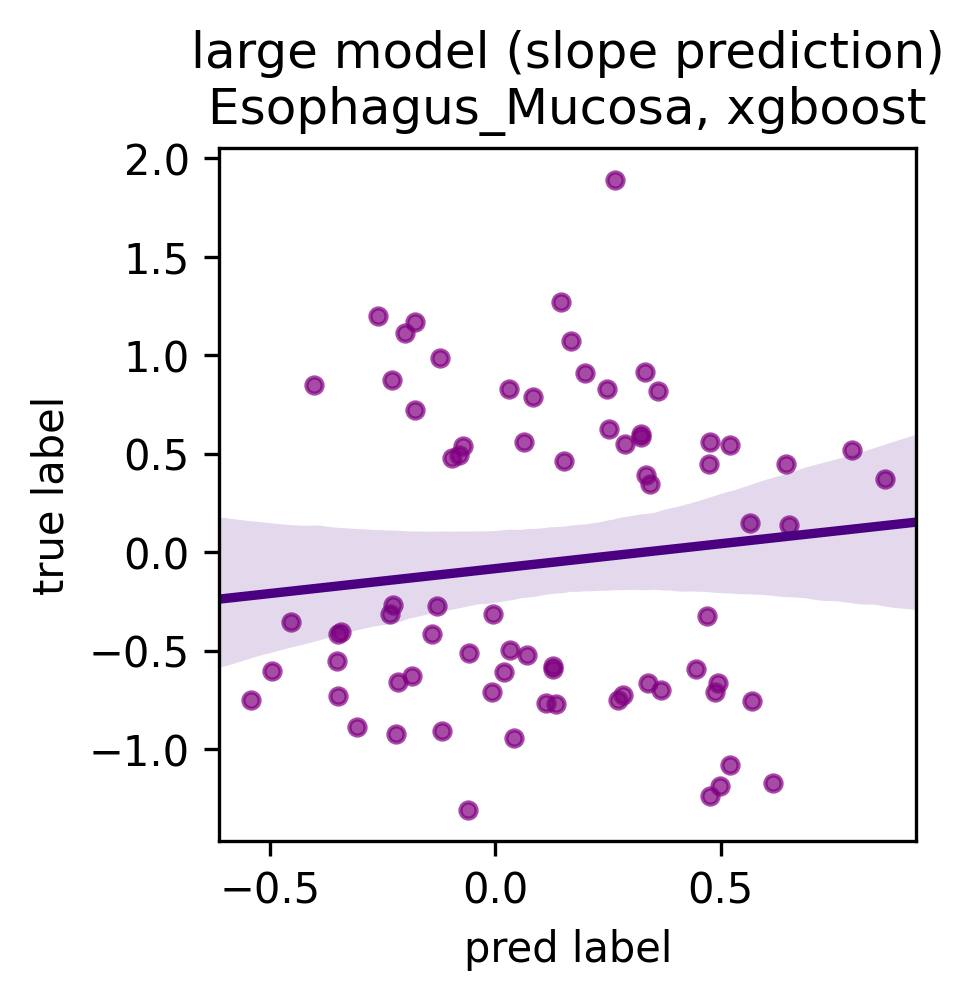 large model (slope prediction)
Esophagus_Mucosa, xgboost
2.0
1.5
1.0
0.5
0.0
−0.5
−1.0
true label
−0.5
0.0
0.5
pred label